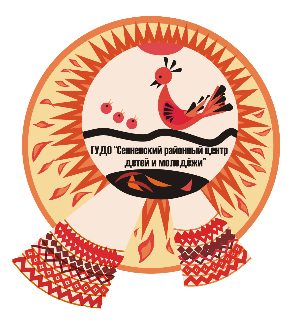 ГУДО "Сенненский районный центр
детей и молодёжи"